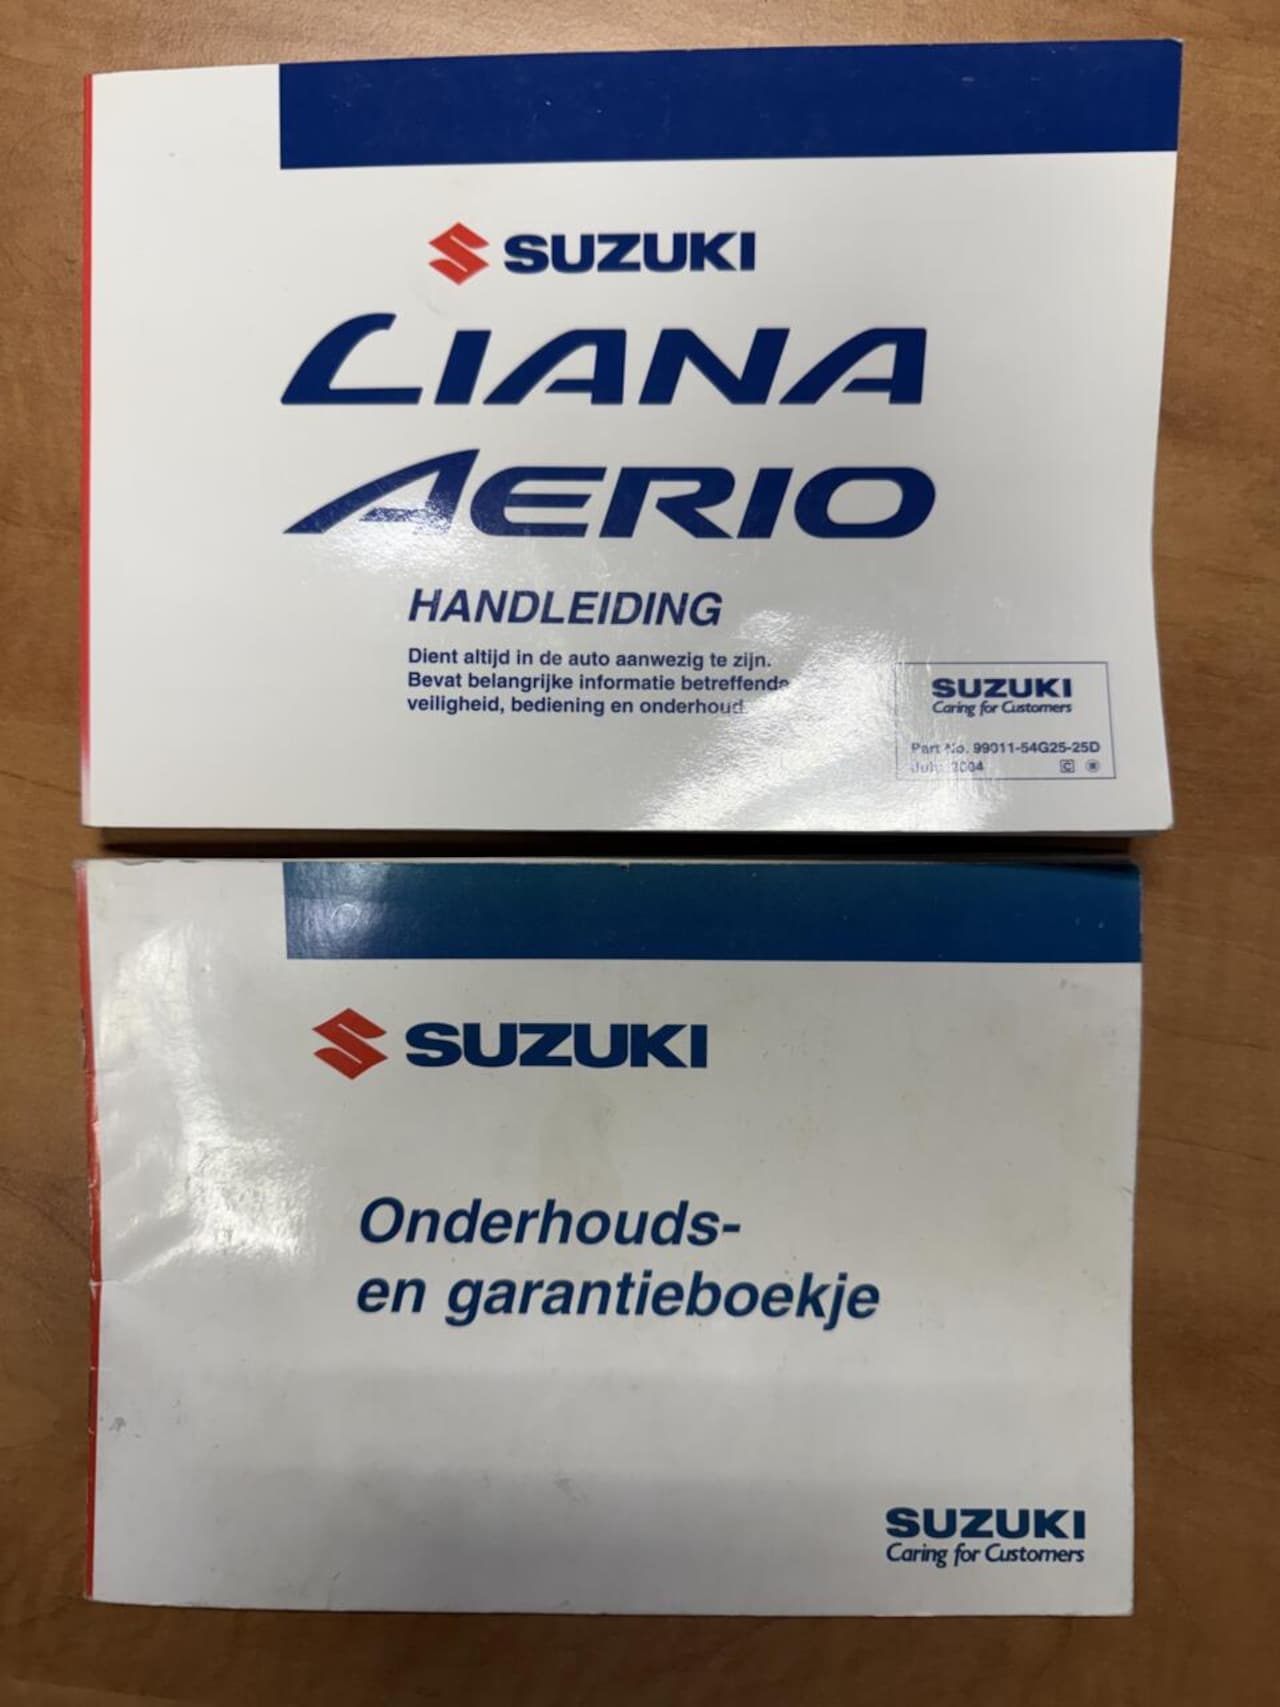 SUZUKI
LIANA
AERIO
HANDLEIDING
Dient altijd in de auto aanwezig te zijn.
Bevat belangrijke informatie betreffende
veiligheid, bediening en onderhoud.
SUZUKI
Caring for Customers
Part No. 99011-54G25-25D
July, 2004 C
SUZUKI
Onderhouds-
en garantieboekje
SUZUKI
Caring for Customers